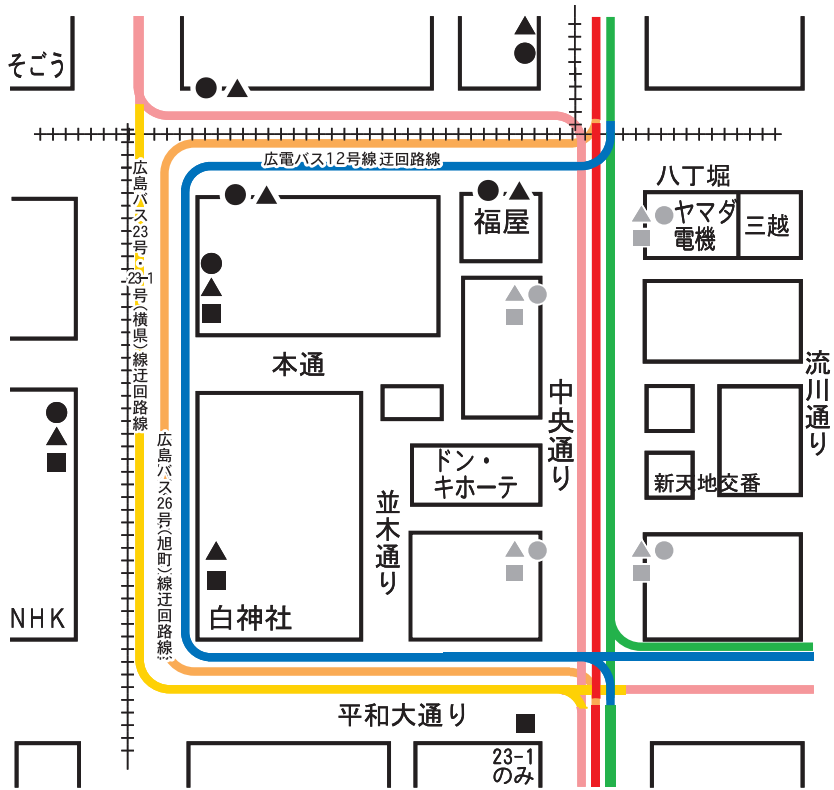 そごう
広電バス12号線 迂回路線
八丁堀
福屋
ヤマダ
電機
三越
広島バス23号・23-1号(横県)線迂回路線
本通
流川通り
中央通り
広島バス26号(旭町)線迂回路線
ドン・
キホーテ
新天地交番
並木通り
NHK
白神社
平和大通り
23-1
のみ